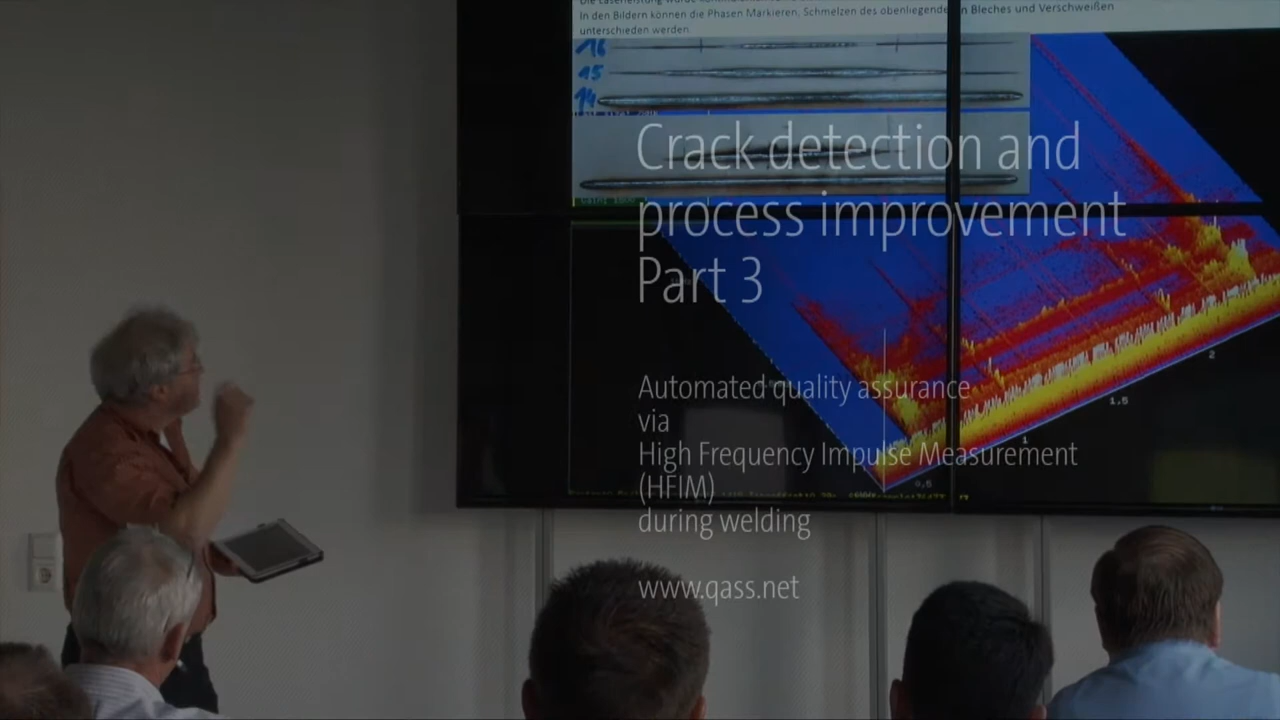 In den Bildern können die Phasen Markieren, Schmelzen des obenliegenden Bleches und Verschweißen
unterschieden werden
16
15
14
Crack detection and
process improvement
Part 3
Automated quality assurance
via
High Frequency Impulse Measurement
(HFIM)
during welding
www.qass.net
2
1,5
1
0,5